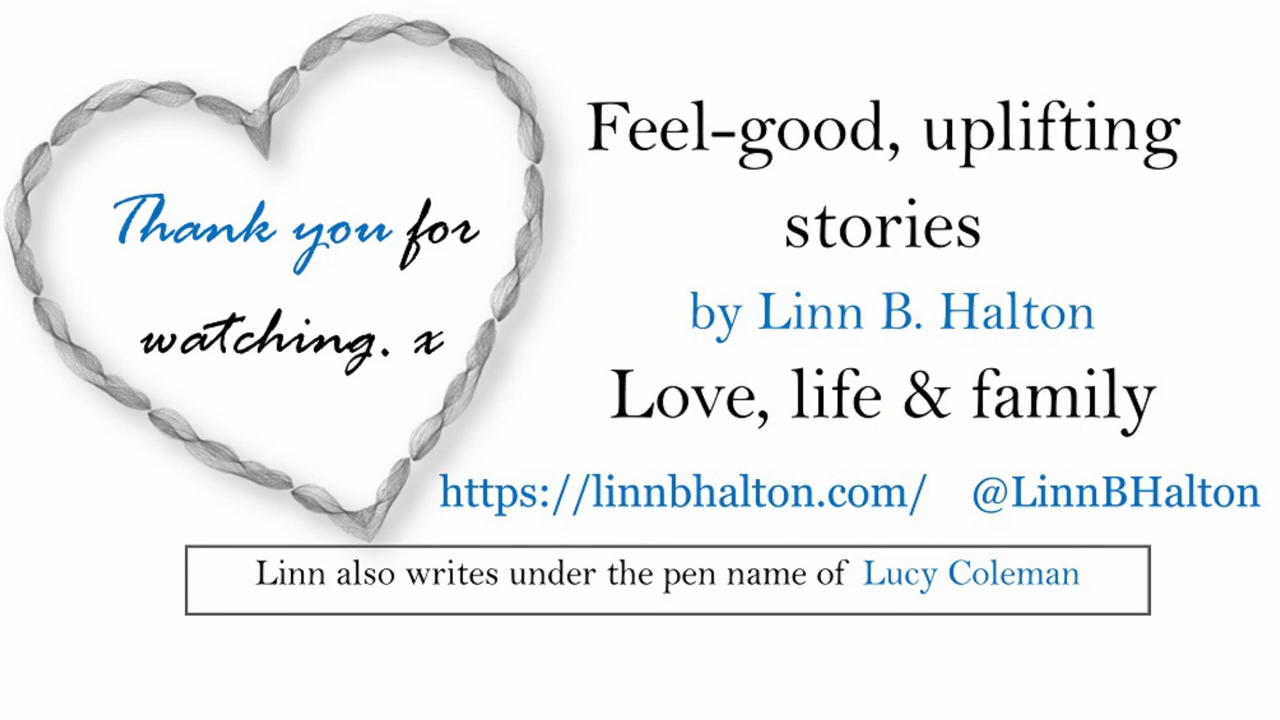 Thank you for
watching. x
Feel-good, uplifting
stories
by Linn B. Halton
Love, life & family
https://linnbhalton.com/ @LinnBHalton
Linn also writes under the pen name of Lucy Coleman